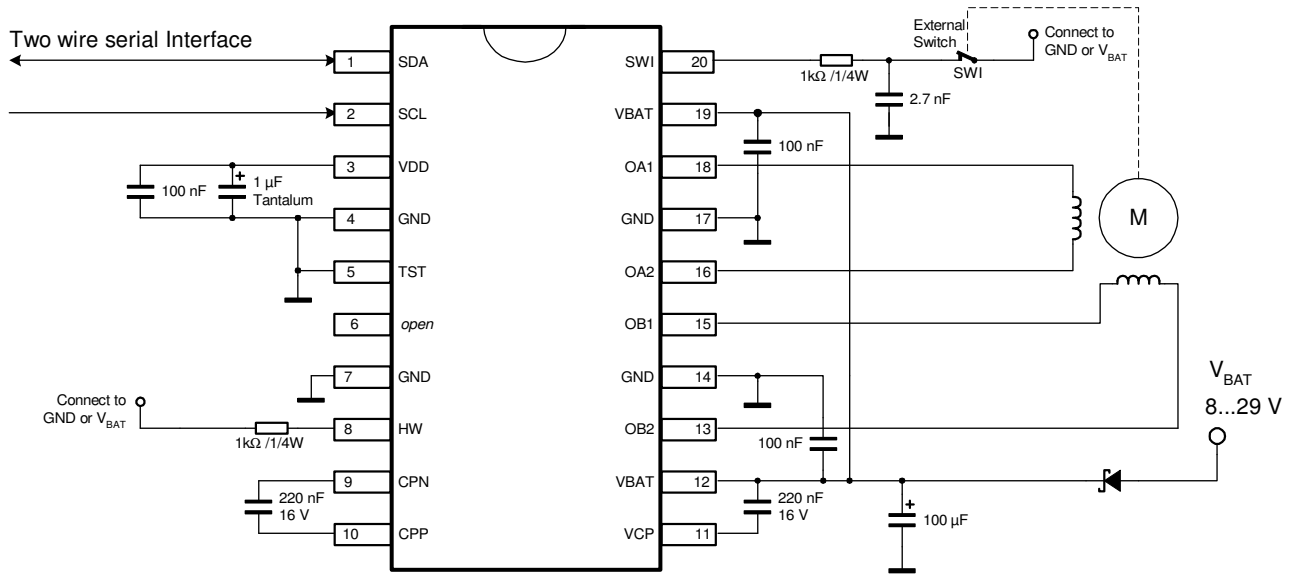 Two wire serial Interface
1 SDA
2 SCL
3 VDD
4 GND
5 TST
6 open
7 GND
8 HW
9 CPN
10 CPP
100 nF
1 µF
Tantalum
Connect to
GND or VBAT
1kΩ /1/4W
220 nF
16 V
SWI 20
VBAT 19
OA1 18
GND 17
OA2 16
OB1 15
GND 14
OB2 13
VBAT 12
VCP 11
1kΩ /1/4W
2.7 nF
External
Switch
SWI
Connect to
GND or VBAT
100 nF
M
100 nF
220 nF
16 V
100 µF
VBAT
8...29 V